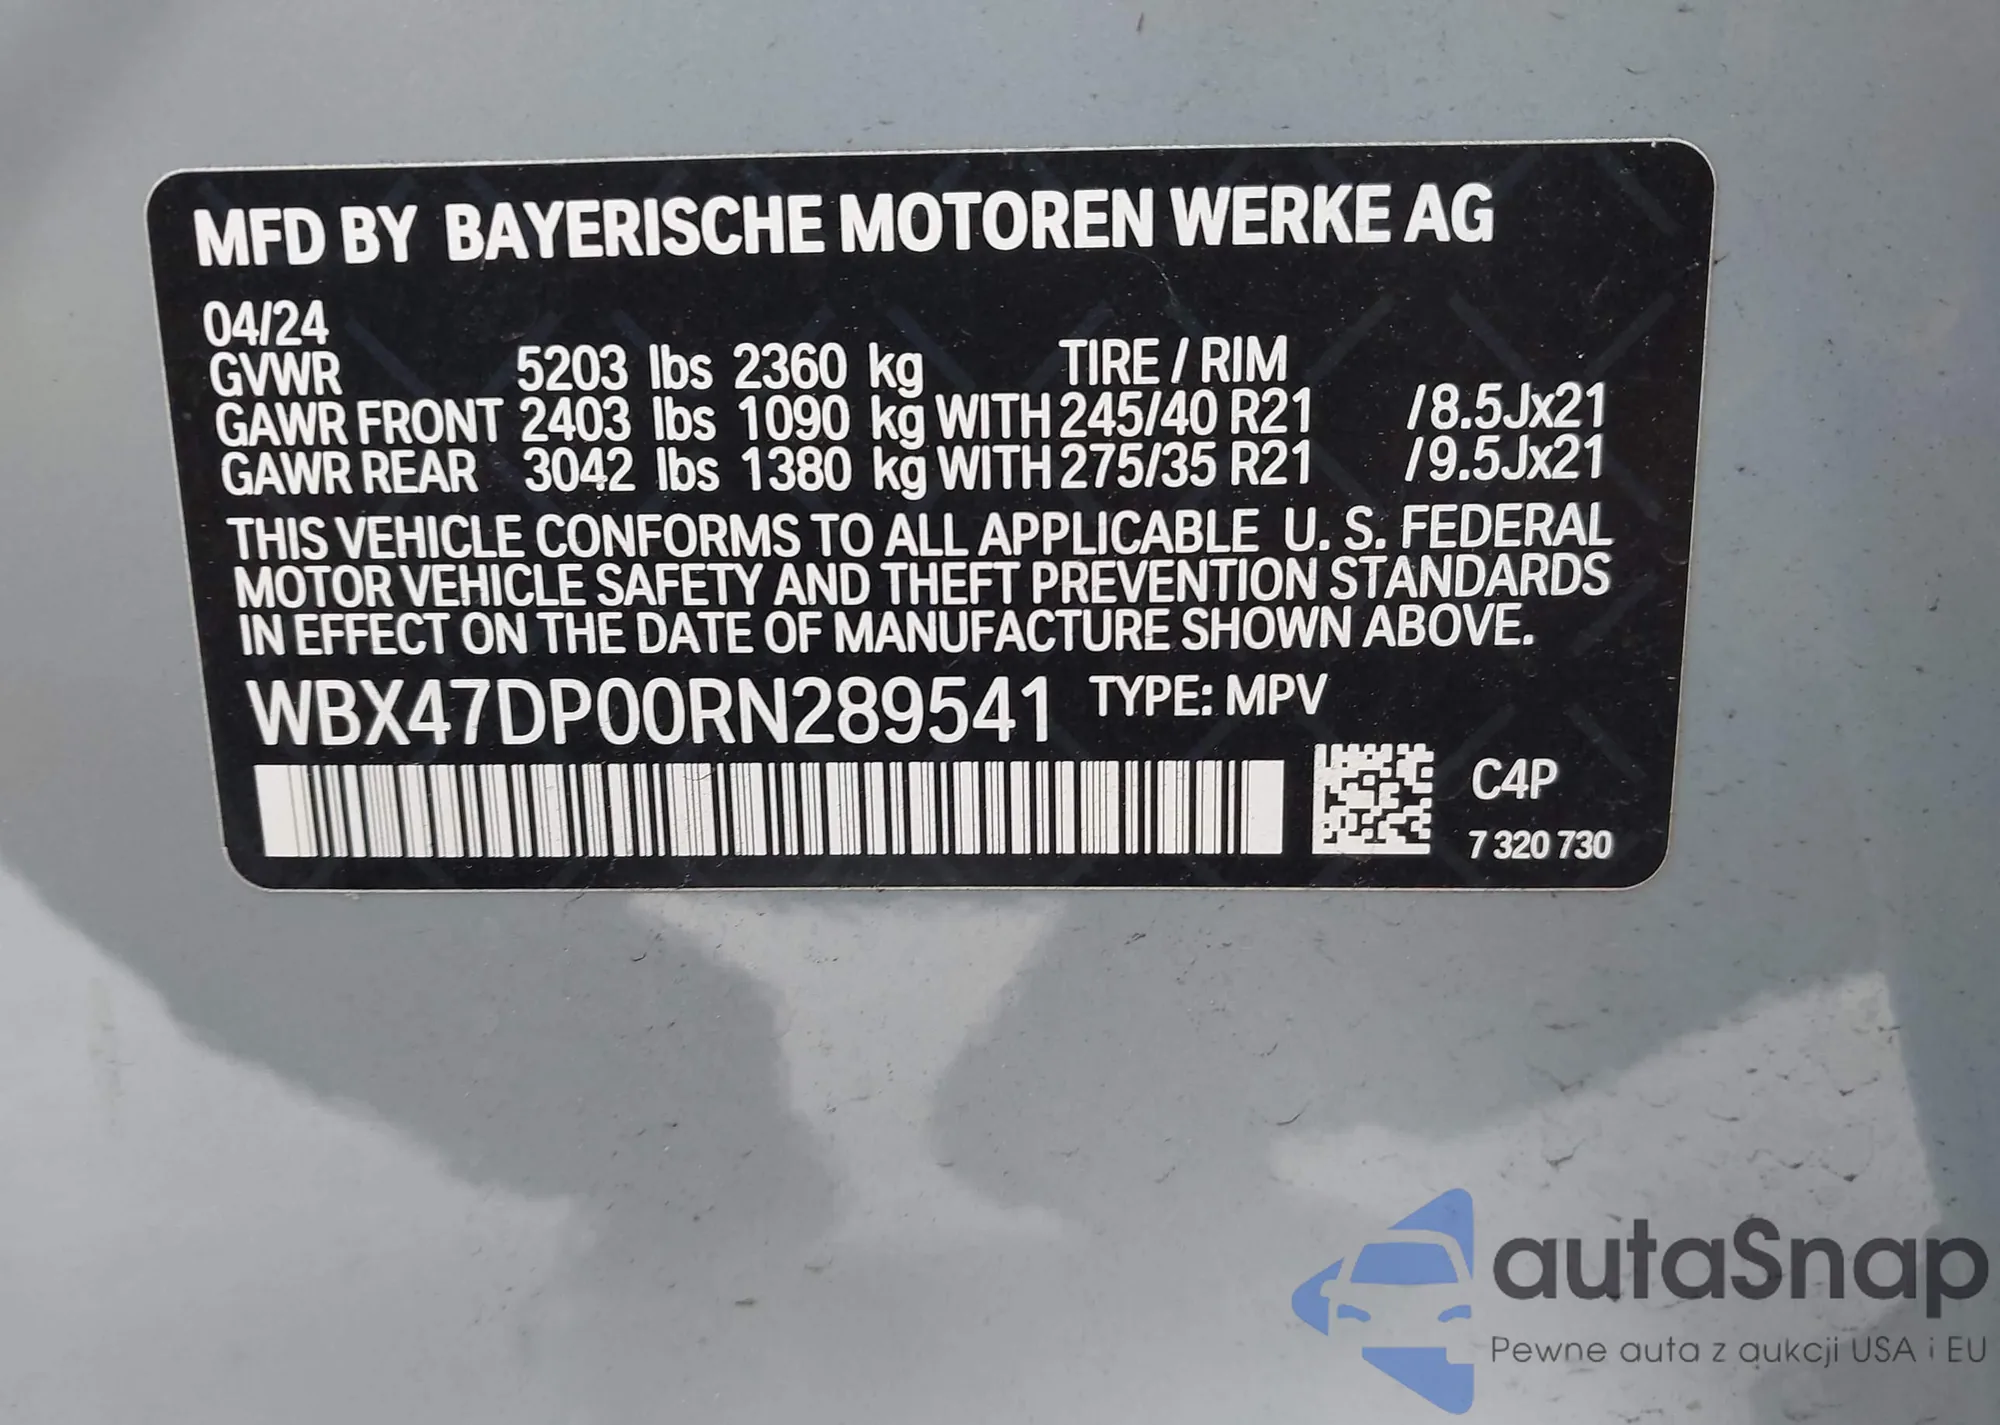 MFD BY BAYERISCHE MOTOREN WERKE AG
04/24
GVWR 5203 lbs 2360 kg TIRE / RIM
GAWR FRONT 2403 lbs 1090 kg WITH 245/40 R21 /8.5Jx21
GAWR REAR 3042 lbs 1380 kg WITH 275/35 R21 /9.5Jx21
THIS VEHICLE CONFORMS TO ALL APPLICABLE U. S. FEDERAL
MOTOR VEHICLE SAFETY AND THEFT PREVENTION STANDARDS
IN EFFECT ON THE DATE OF MANUFACTURE SHOWN ABOVE.
WBX47DP00RN289541 TYPE: MPV
C4P
7 320 730
autaSnap
Pewne auta z aukcji USA i EU